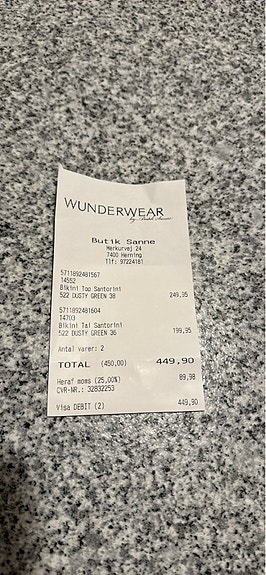 WUNDERWEAR
by Butik Sanne
Butik Sanne
Merkurvej 24
7400 Herning
Tlf: 97224181
5711892481567
14552
Bikini Top Santorini
522 DUSTY GREEN 38 249,95
5711892481604
14703
Bikini Tai Santorini
522 DUSTY GREEN 36 199,95
Antal varer: 2
TOTAL (450,00) 449,90
Heraf moms (25,00%) 89,98
CVR-NR.: 32832253
Visa DEBIT (2) 449,90